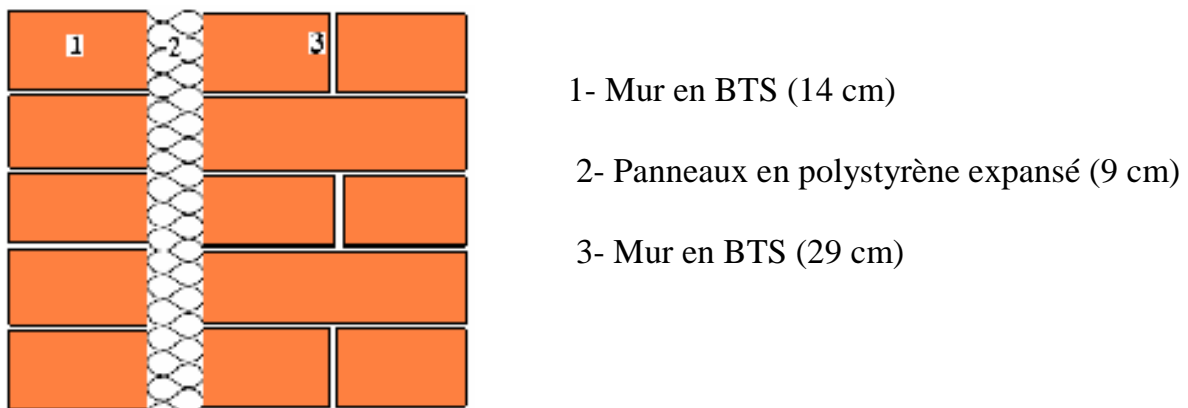 1 2 3
1- Mur en BTS (14 cm)
2- Panneaux en polystyrène expansé (9 cm)
3- Mur en BTS (29 cm)